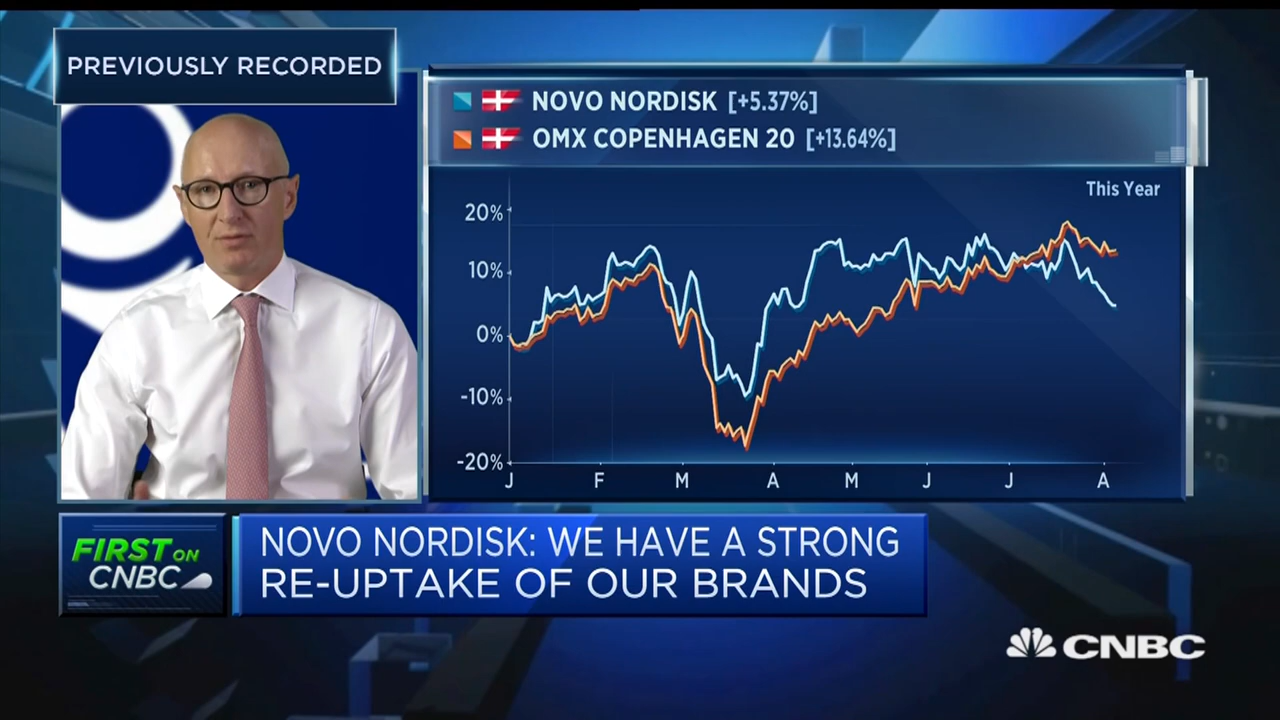 PREVIOUSLY RECORDED
NOVO NORDISK [+5.37%]
OMX COPENHAGEN 20 [+13.64%]
This Year
20%
10%
0%
-10%
-20%
J F M A M J J A
FIRST ON
CNBC
NOVO NORDISK: WE HAVE A STRONG
RE-UPTAKE OF OUR BRANDS
CNBC